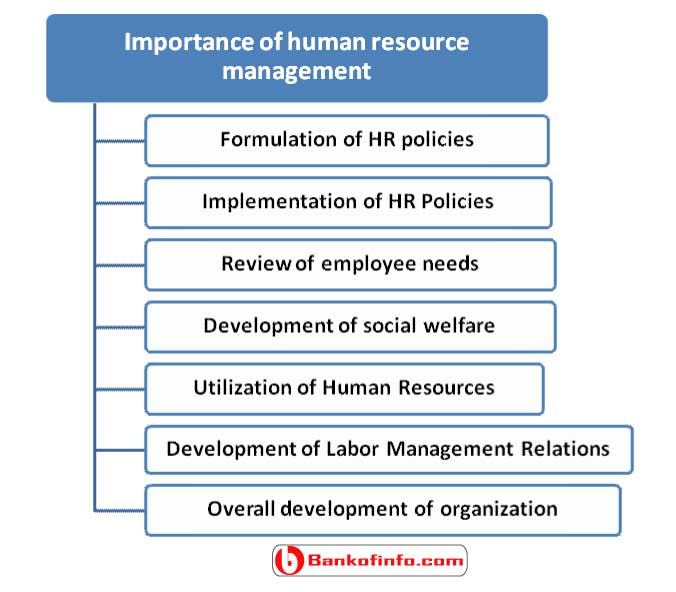 Importance of human resource
management
Formulation of HR policies
Implementation of HR Policies
Review of employee needs
Development of social welfare
Utilization of Human Resources
Development of Labor Management Relations
Overall development of organization
b Bankofinfo.com